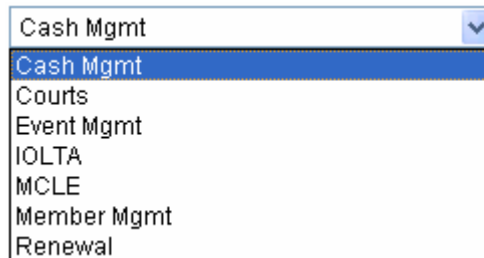 Cash Mgmt
Cash Mgmt
Courts
Event Mgmt
IOLTA
MCLE
Member Mgmt
Renewal